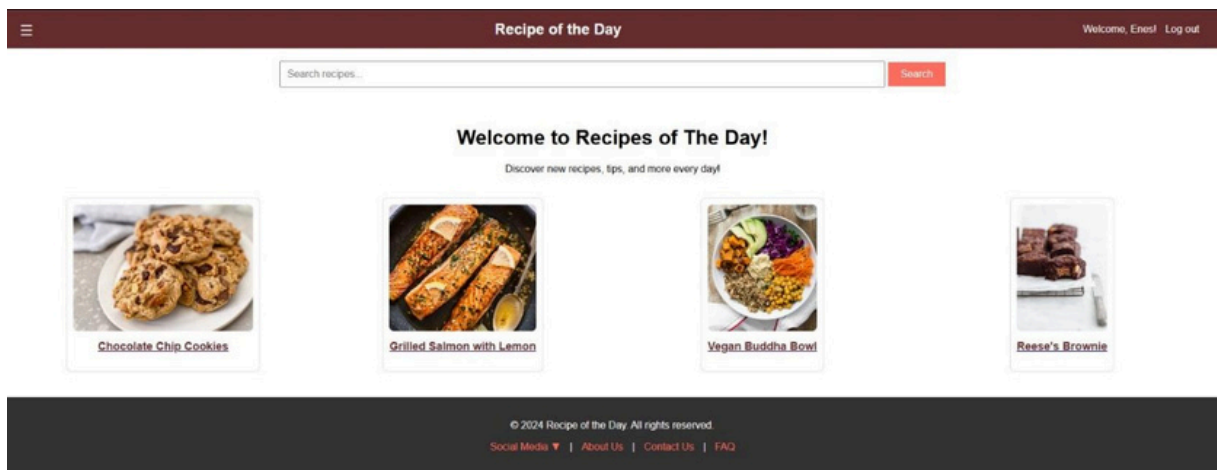 ☰ Recipe of the Day Welcome, Enes! Log out
Search recipes... Search
Welcome to Recipes of The Day!
Discover new recipes, tips, and more every day!
Chocolate Chip Cookies
Grilled Salmon with Lemon
Vegan Buddha Bowl
Reese's Brownie
© 2024 Recipe of the Day. All rights reserved.
Social Media ▼ | About Us | Contact Us | FAQ